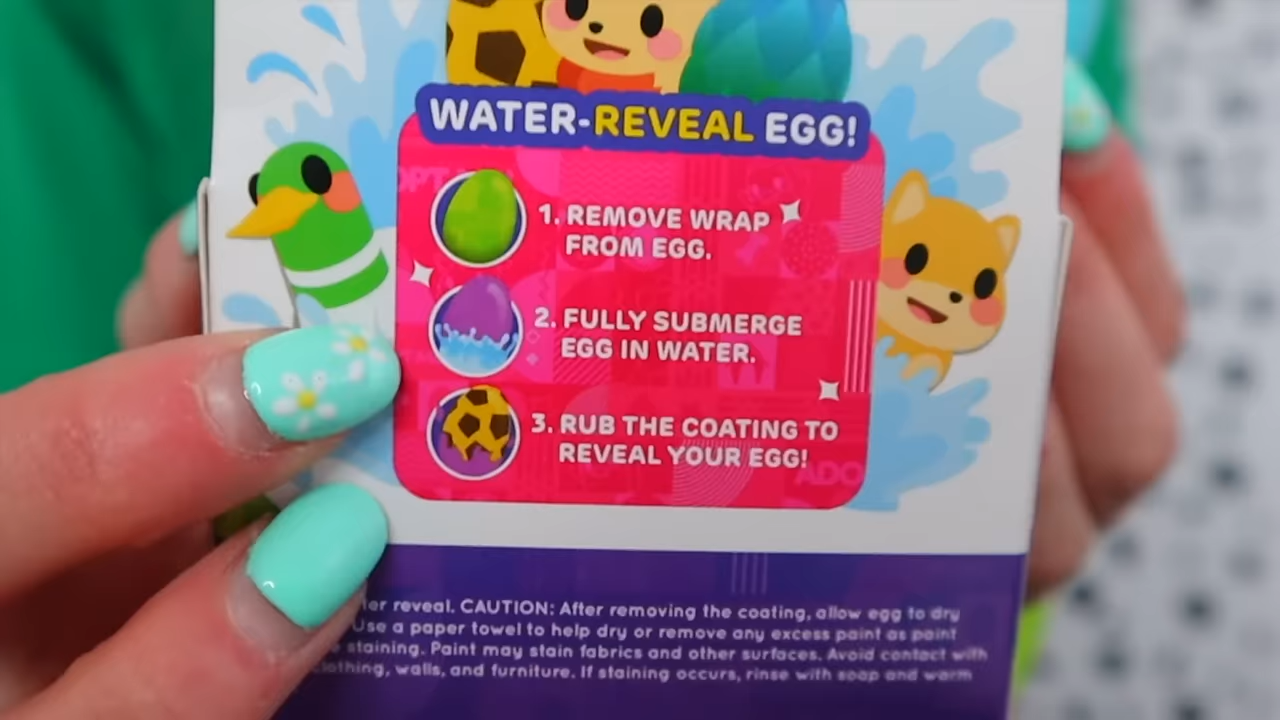 WATER-REVEAL EGG!
1. REMOVE WRAP
FROM EGG.
2. FULLY SUBMERGE
EGG IN WATER.
3. RUB THE COATING TO
REVEAL YOUR EGG!
ADO
reveal. CAUTION: After removing the coating, allow egg to dry
Use a paper towel to help dry or remove any excess paint as paint
staining. Paint may stain fabrics and other surfaces. Avoid contact with
walls, and furniture. If staining occurs, rinse with soap and warm